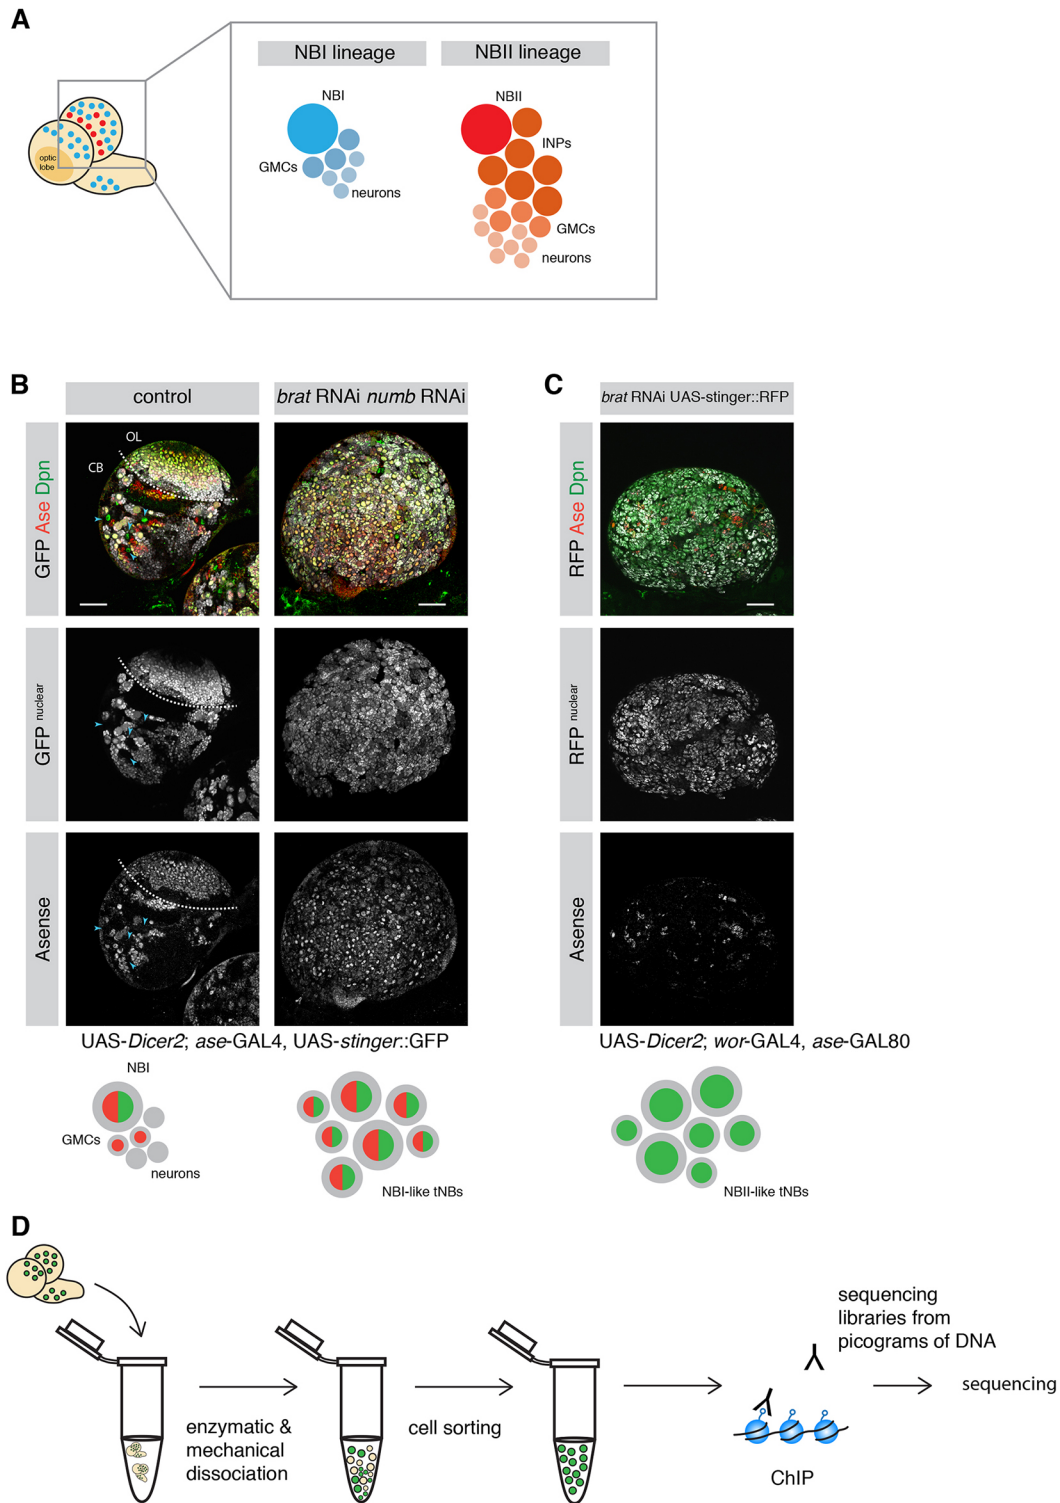 A
NBI lineage
NBII lineage
NBI
NBII
INPs
GMCs
neurons
GMCs
neurons
optic
lobe
B
control
brat RNAi numb RNAi
C
brat RNAi UAS-stinger::RFP
GFP Ase Dpn
OL
CB
RFP Ase Dpn
GFP nuclear
RFP nuclear
Asense
Asense
UAS-Dicer2; ase-GAL4, UAS-stinger::GFP
UAS-Dicer2; wor-GAL4, ase-GAL80
NBI
GMCs
neurons
NBI-like tNBs
NBII-like tNBs
D
enzymatic &
mechanical
dissociation
cell sorting
ChIP
sequencing
libraries from
picograms of DNA
sequencing